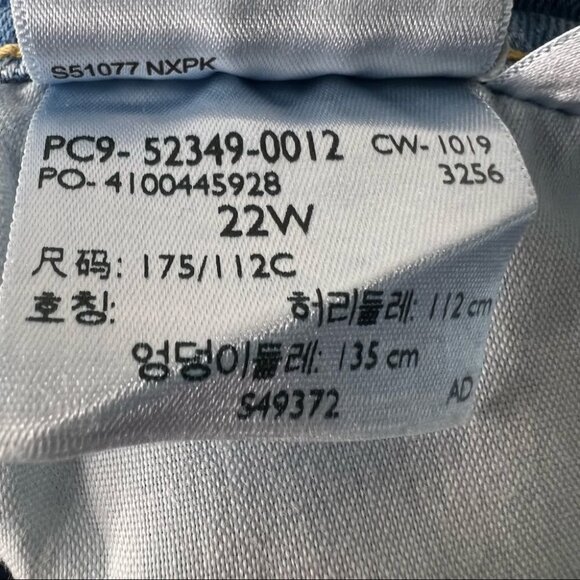 S51077 NXPK
PC9- 52349-0012 CW- 1019
PO- 4100445928 3256
22W
尺码: 175/112C
호칭: 허리둘레: 112 cm
엉덩이둘레: 135 cm
S49372 AD